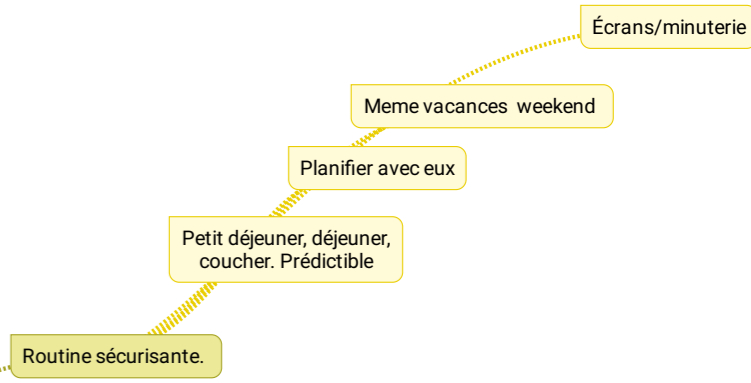 Écrans/minuterie
Meme vacances  weekend
Planifier avec eux
Petit déjeuner, déjeuner,
coucher. Prédictible
Routine sécurisante.